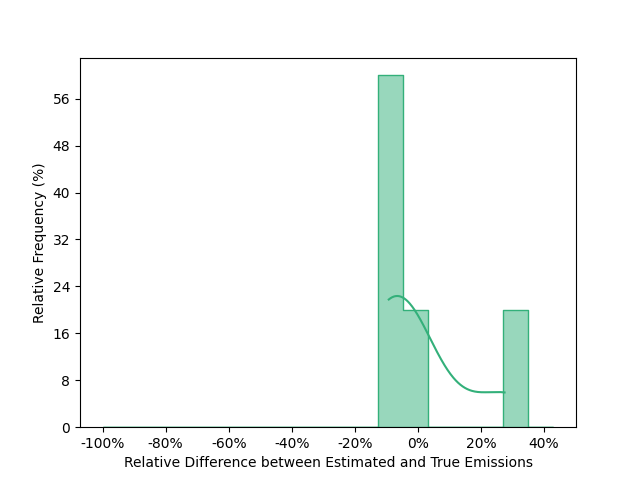 56
48
40
32
24
16
8
0
Relative Frequency (%)
-100% -80% -60% -40% -20% 0% 20% 40%
Relative Difference between Estimated and True Emissions